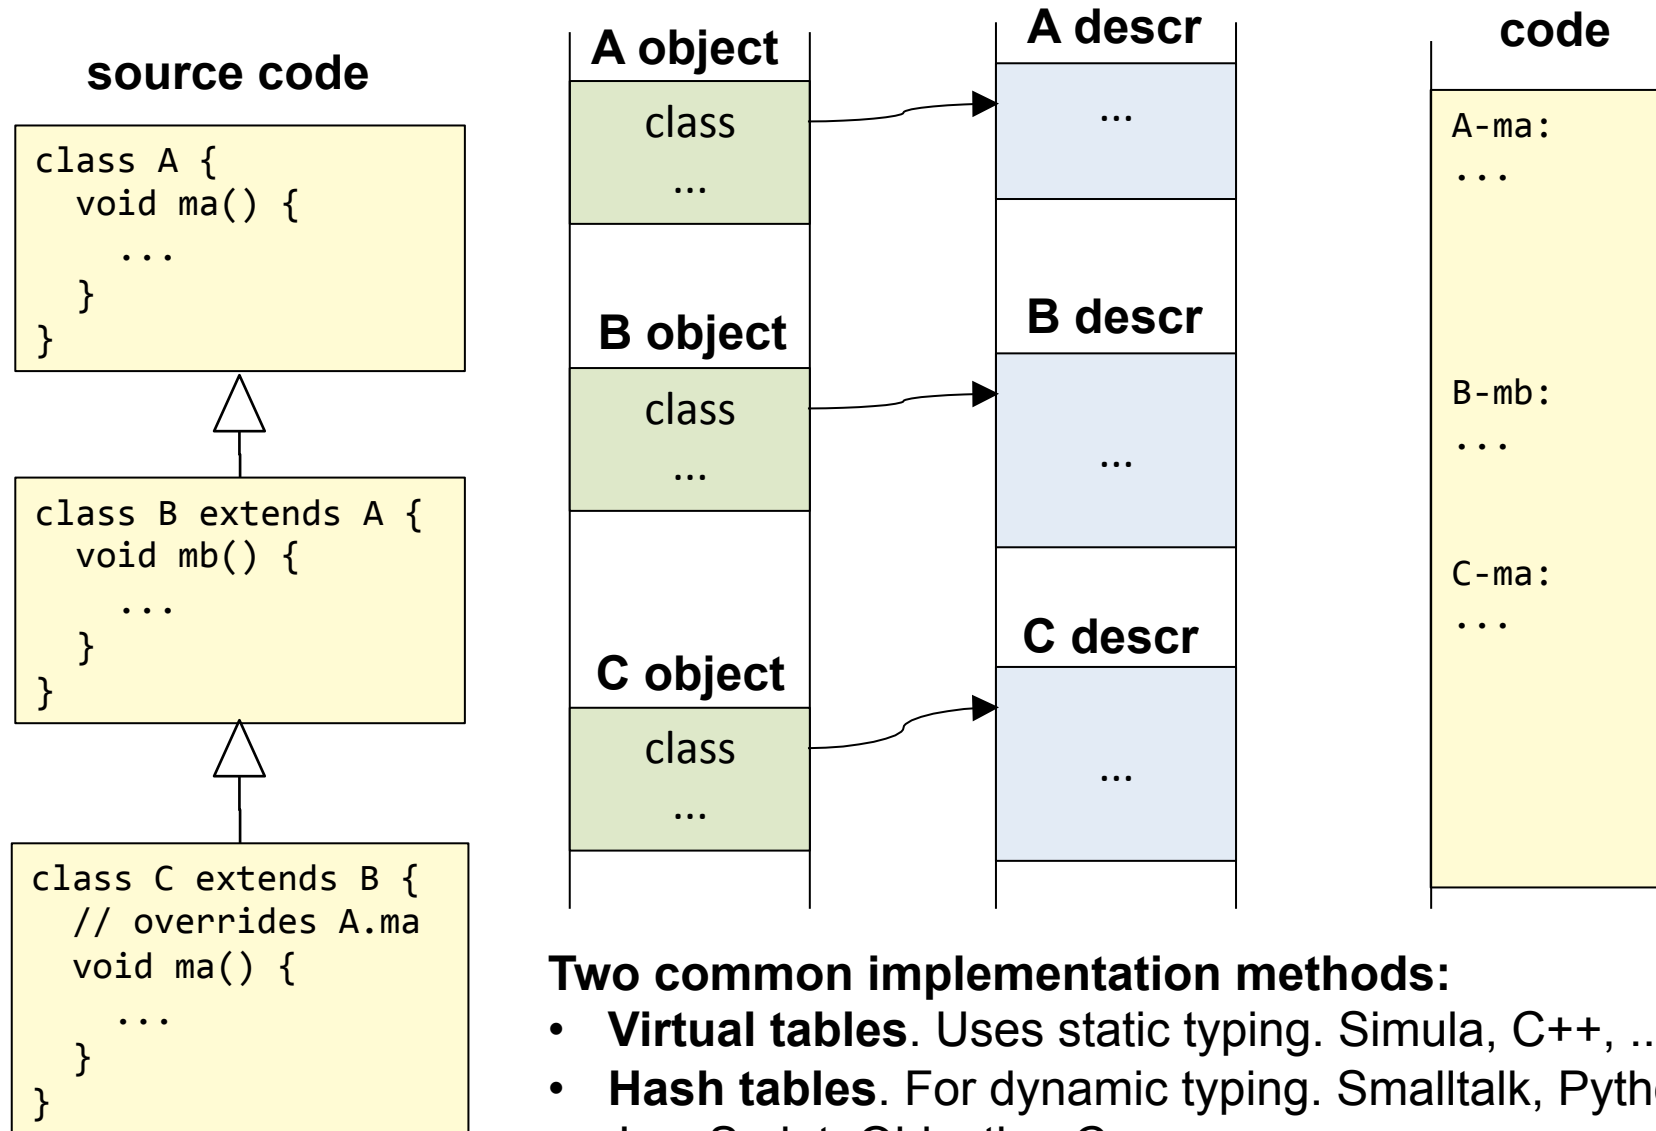 source code
class A {
void ma() {
...
}
}
class B extends A {
void mb() {
...
}
}
class C extends B {
// overrides A.ma
void ma() {
...
}
}
A object
class
...
B object
class
...
C object
class
...
A descr
...
B descr
...
C descr
...
code
A-ma:
...
B-mb:
...
C-ma:
...
Two common implementation methods:
• Virtual tables. Uses static typing. Simula, C++, ..
• Hash tables. For dynamic typing. Smalltalk, Pyth